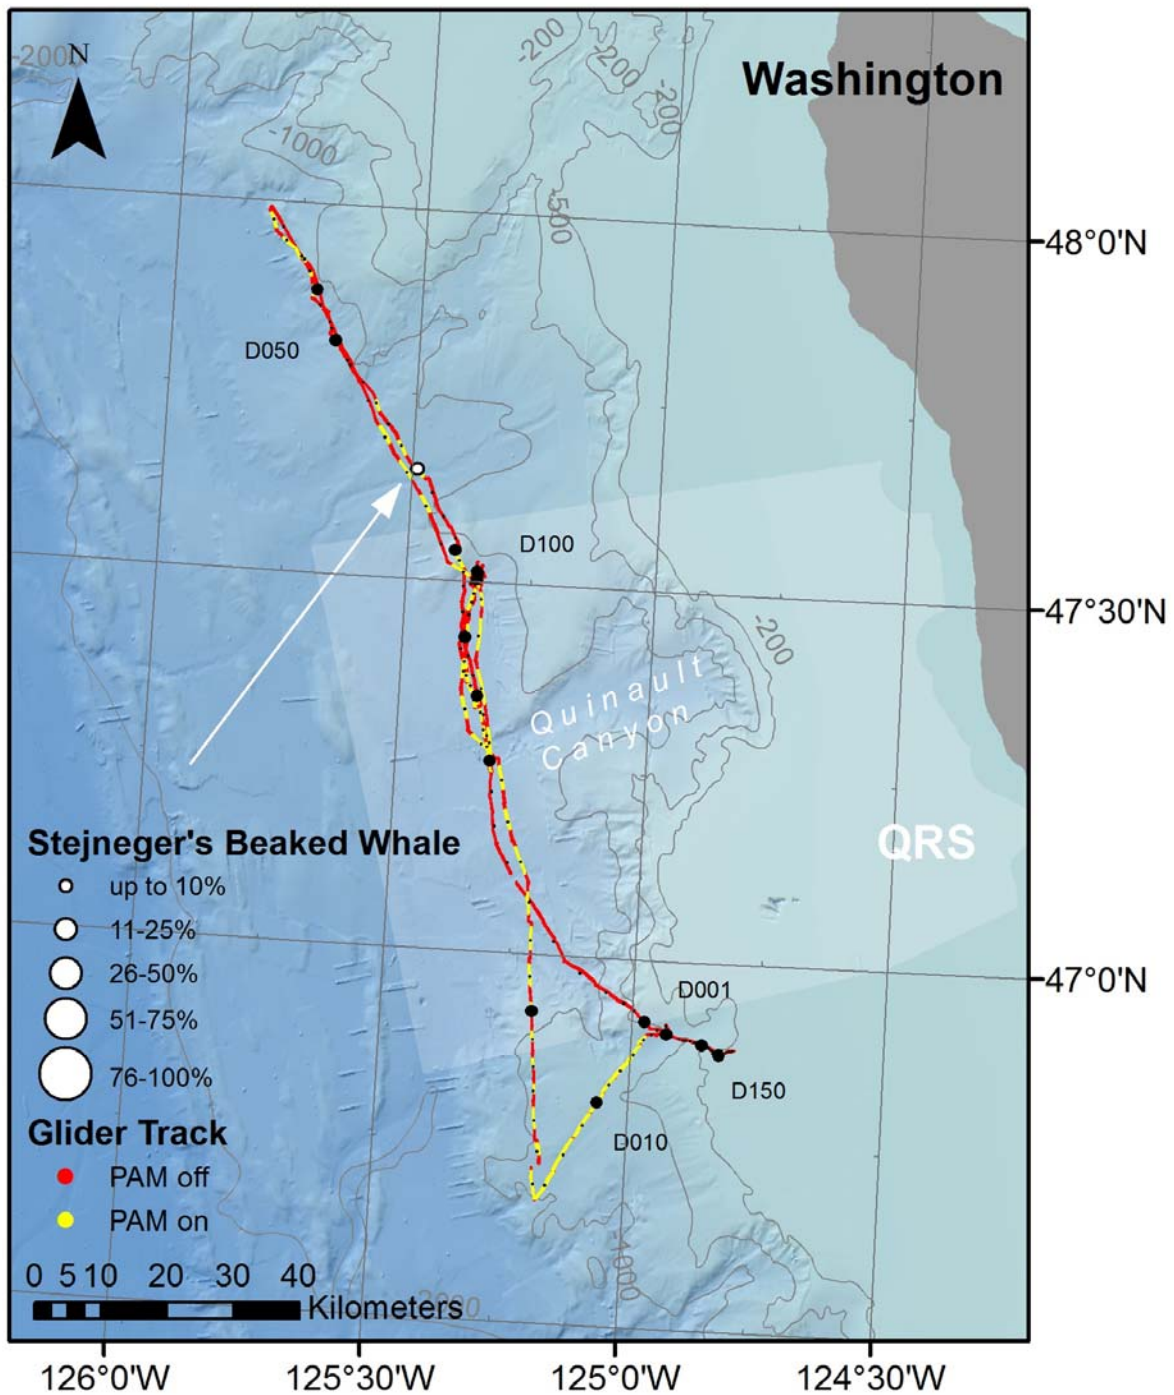 -2000
N
-200
-200
-200
Washington
-1000
-500
48°0'N
D050
D100
47°30'N
-200
Quinault
Canyon
Stejneger's Beaked Whale
QRS
up to 10%
11-25%
26-50%
51-75%
76-100%
47°0'N
D001
D150
D010
Glider Track
PAM off
PAM on
-1000
0 5 10 20 30 40
Kilometers
-2000
126°0'W
125°30'W
125°0'W
124°30'W